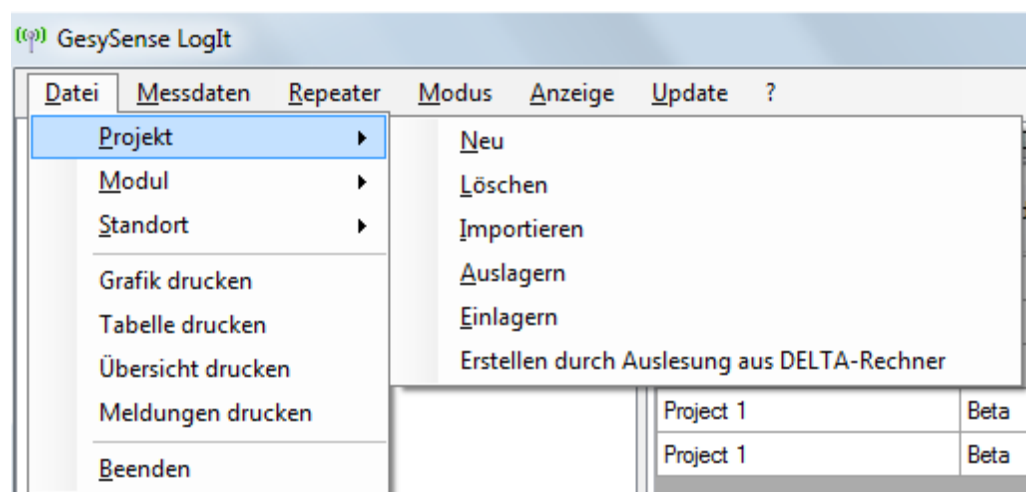 GesySense LogIt
Datei Messdaten Repeater Modus Anzeige Update ?
Projekt
Modul
Standort
Grafik drucken
Tabelle drucken
Übersicht drucken
Meldungen drucken
Beenden
Neu
Löschen
Importieren
Auslagern
Einlagern
Erstellen durch Auslesung aus DELTA-Rechner
Project 1 Beta
Project 1 Beta